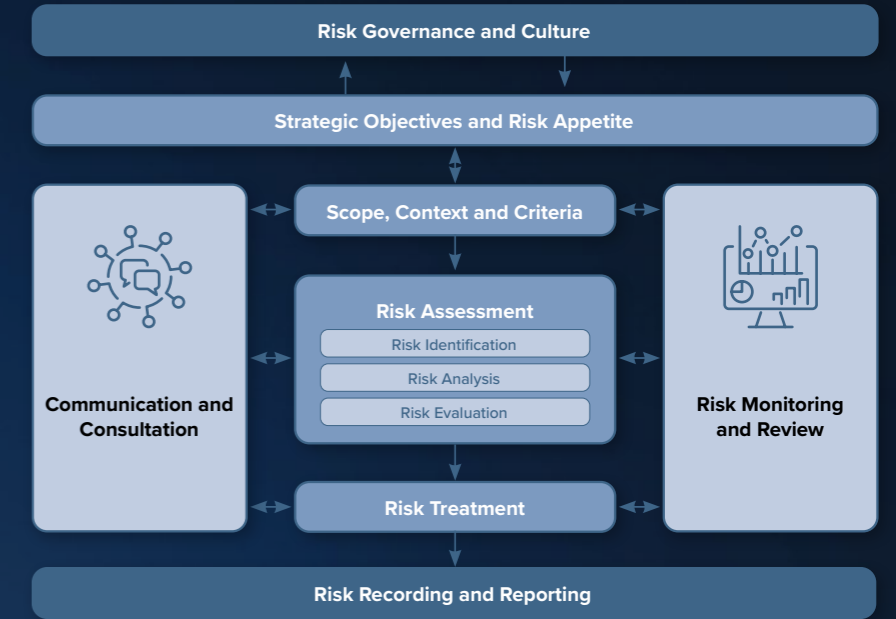 Risk Governance and Culture
Strategic Objectives and Risk Appetite
Scope, Context and Criteria
Risk Assessment
Risk Identification
Risk Analysis
Risk Evaluation
Communication and
Consultation
Risk Monitoring
and Review
Risk Treatment
Risk Recording and Reporting